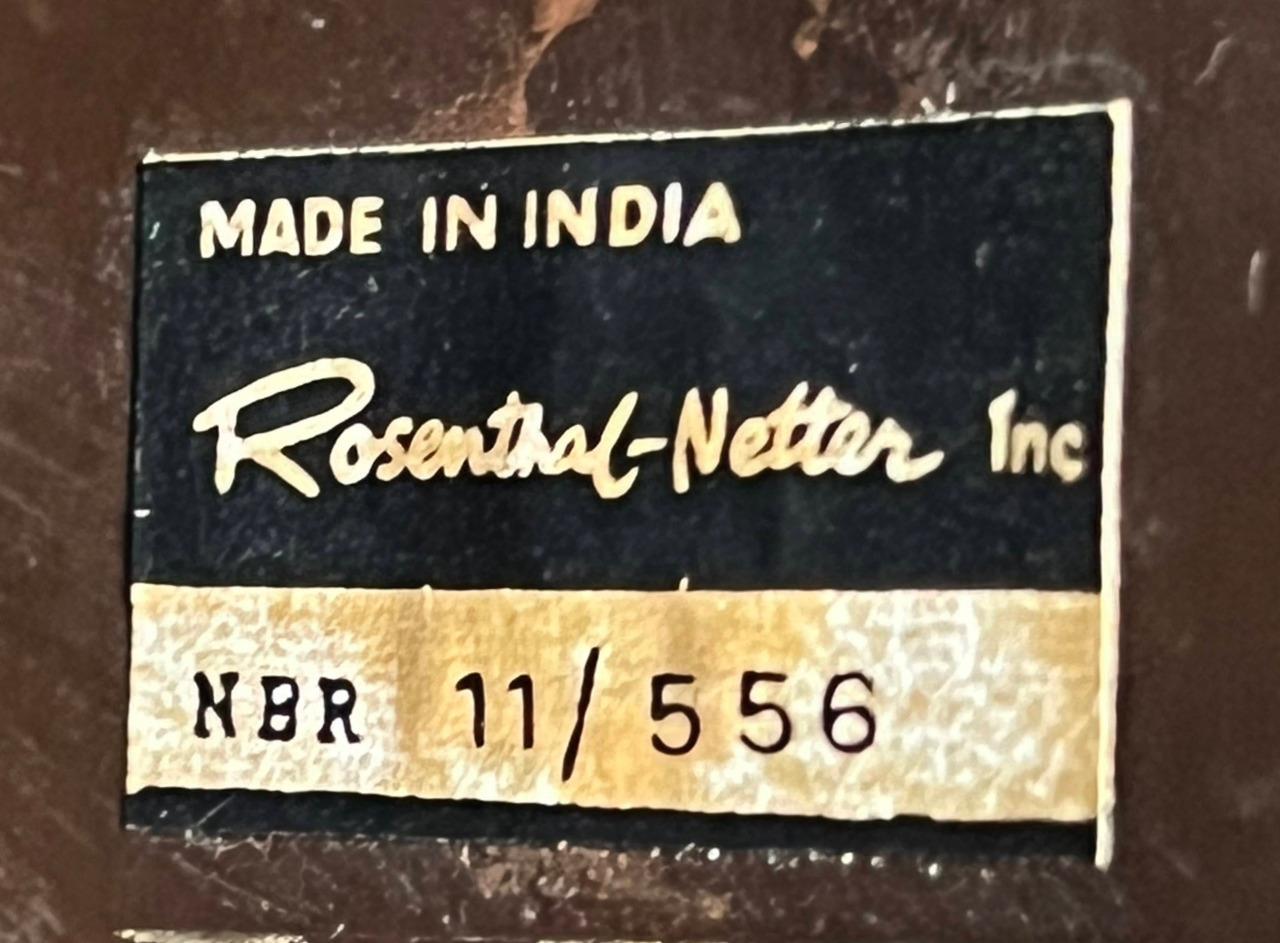 MADE IN INDIA
Rosenthal-Netter Inc
NBR 11/556